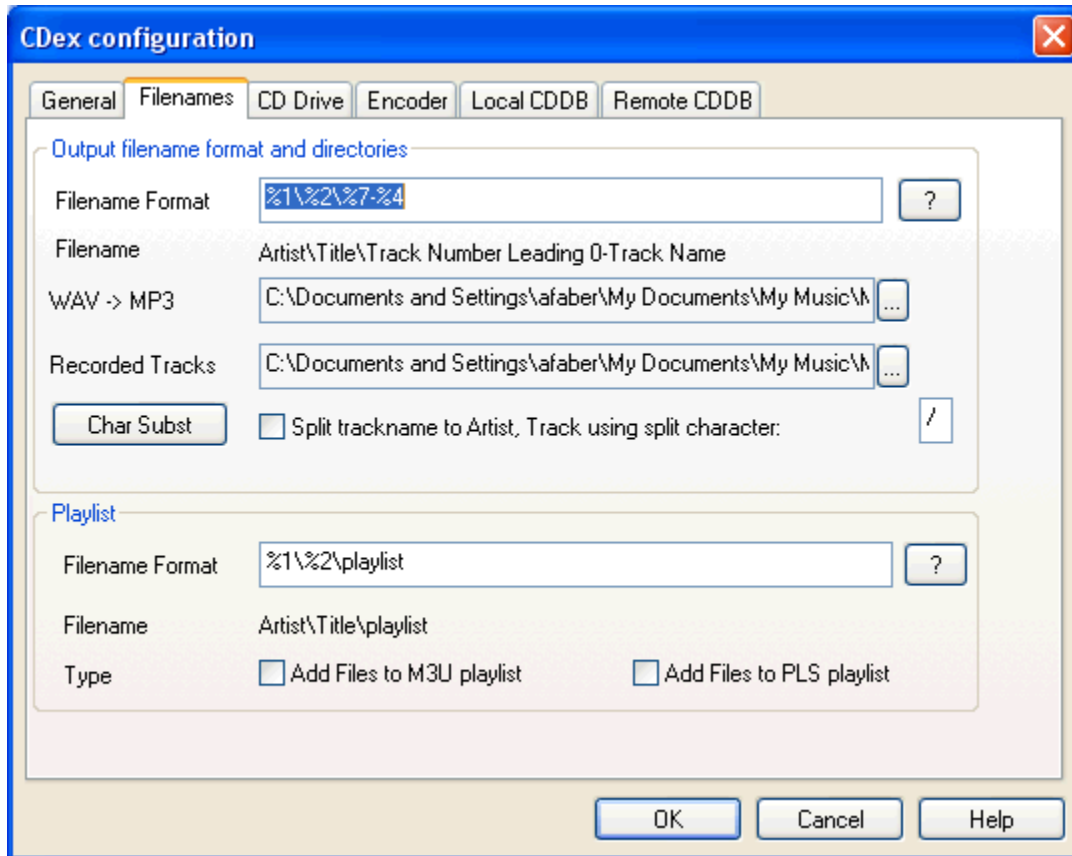 CDex configuration
General Filenames CD Drive Encoder Local CDDB Remote CDDB
Output filename format and directories
Filename Format %1\%2\%7-%4 ?
Filename Artist\Title\Track Number Leading 0-Track Name
WAV -> MP3 C:\Documents and Settings\afaber\My Documents\My Music\M ...
Recorded Tracks C:\Documents and Settings\afaber\My Documents\My Music\M ...
Char Subst Split trackname to Artist, Track using split character: /
Playlist
Filename Format %1\%2\playlist ?
Filename Artist\Title\playlist
Type Add Files to M3U playlist Add Files to PLS playlist
OK Cancel Help